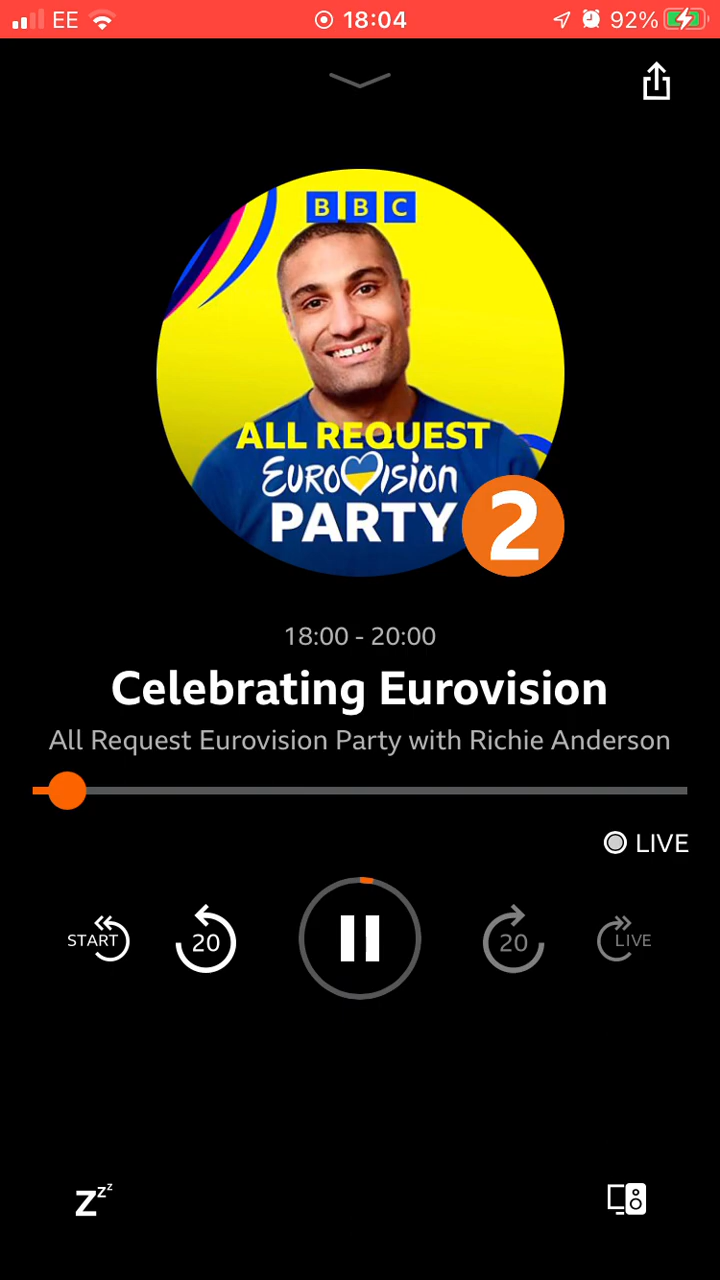 EE 18:04 92%
BBC
ALL REQUEST
EUROVISION
PARTY
2
18:00 - 20:00
Celebrating Eurovision
All Request Eurovision Party with Richie Anderson
LIVE
START 20 20 LIVE
Zzz